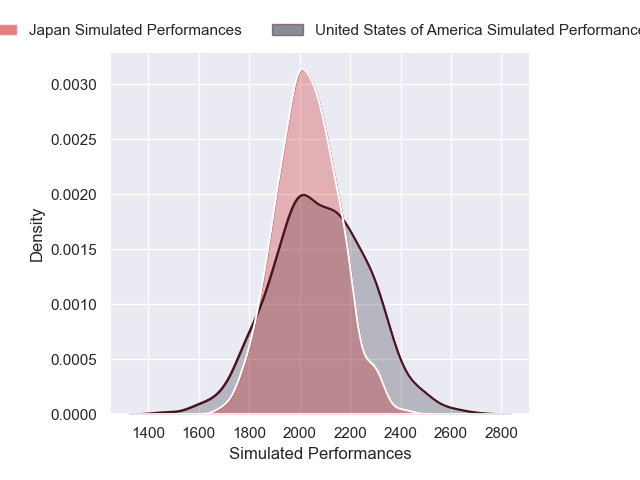 Japan Simulated Performances
United States of America Simulated Performance
0.0030
0.0025
0.0020
0.0015
0.0010
0.0005
0.0000
Density
1400 1600 1800 2000 2200 2400 2600 2800
Simulated Performances